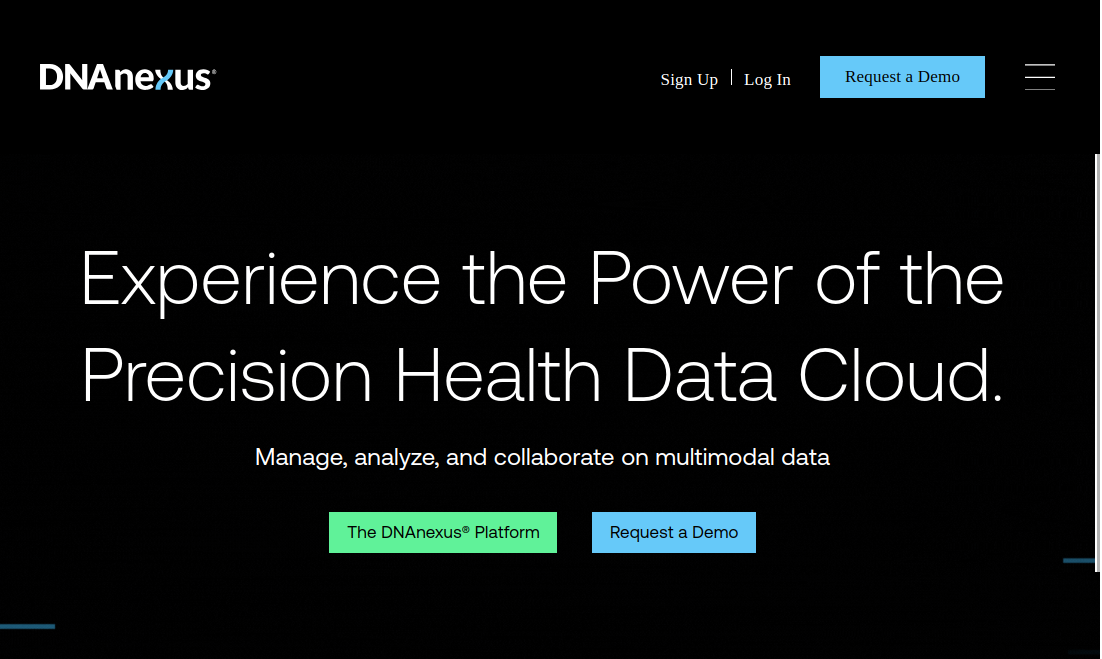 DNAnexus®
Sign Up | Log In
Request a Demo
Experience the Power of the
Precision Health Data Cloud.
Manage, analyze, and collaborate on multimodal data
The DNAnexus® Platform
Request a Demo